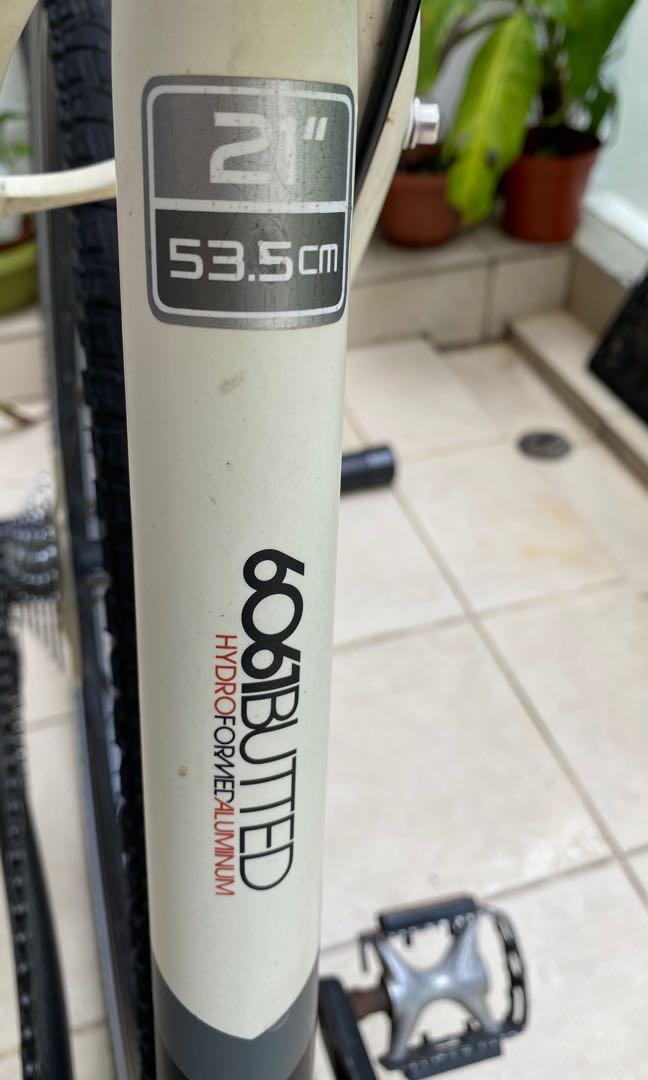 21"
53.5cm
6061BUTTED
HYDROFORMEDALUMINUM